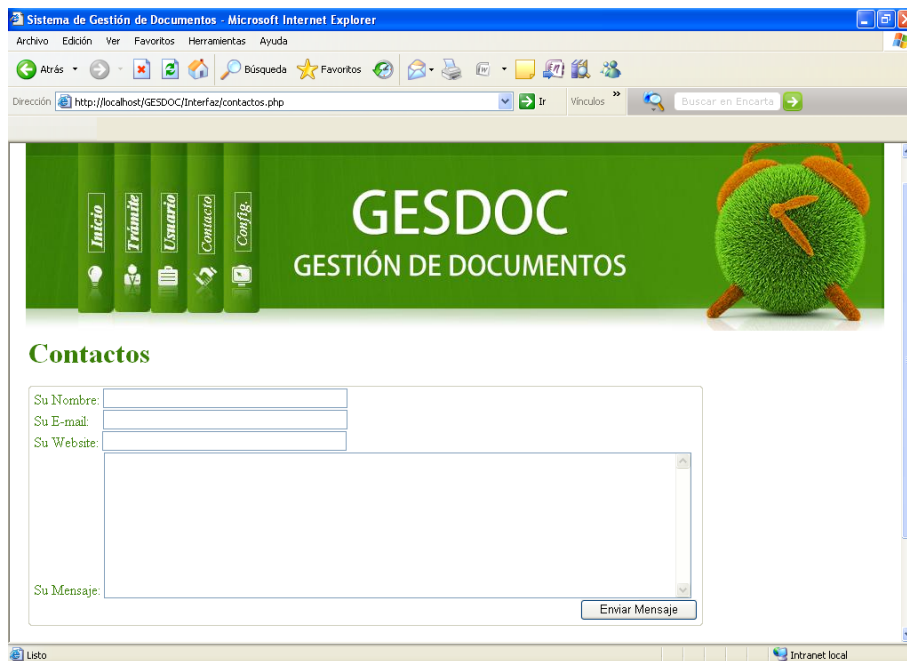 Sistema de Gestión de Documentos - Microsoft Internet Explorer
Archivo Edición Ver Favoritos Herramientas Ayuda
Atrás Búsqueda Favoritos
Dirección http://localhost/GESDOC/Interfaz/contactos.php Ir Vínculos » Buscar en Encarta
Inicio
Trámite
Usuario
Contacto
Config.
GESDOC
GESTIÓN DE DOCUMENTOS
Contactos
Su Nombre:
Su E-mail:
Su Website:
Su Mensaje:
Enviar Mensaje
Listo Intranet local